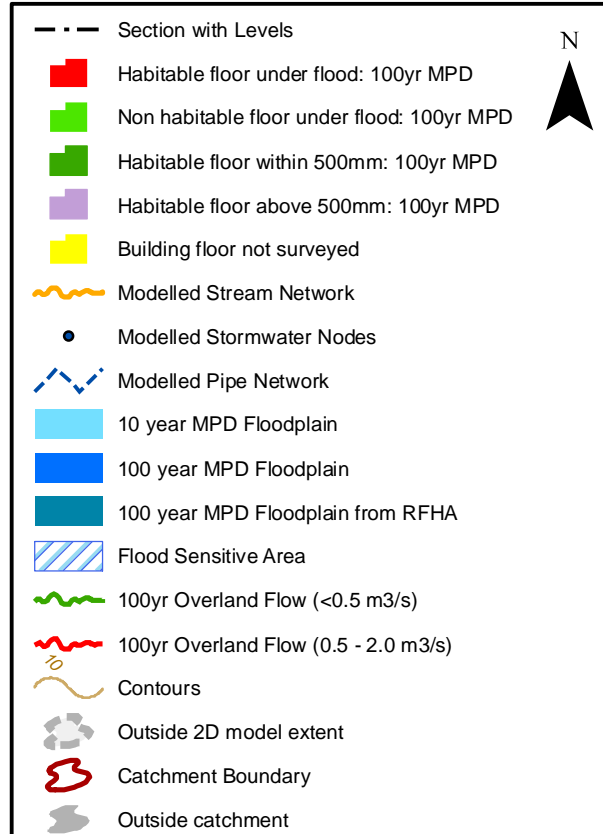 Section with Levels
N
Habitable floor under flood: 100yr MPD
Non habitable floor under flood: 100yr MPD
Habitable floor within 500mm: 100yr MPD
Habitable floor above 500mm: 100yr MPD
Building floor not surveyed
Modelled Stream Network
Modelled Stormwater Nodes
Modelled Pipe Network
10 year MPD Floodplain
100 year MPD Floodplain
100 year MPD Floodplain from RFHA
Flood Sensitive Area
100yr Overland Flow (<0.5 m3/s)
100yr Overland Flow (0.5 - 2.0 m3/s)
10
Contours
Outside 2D model extent
Catchment Boundary
Outside catchment